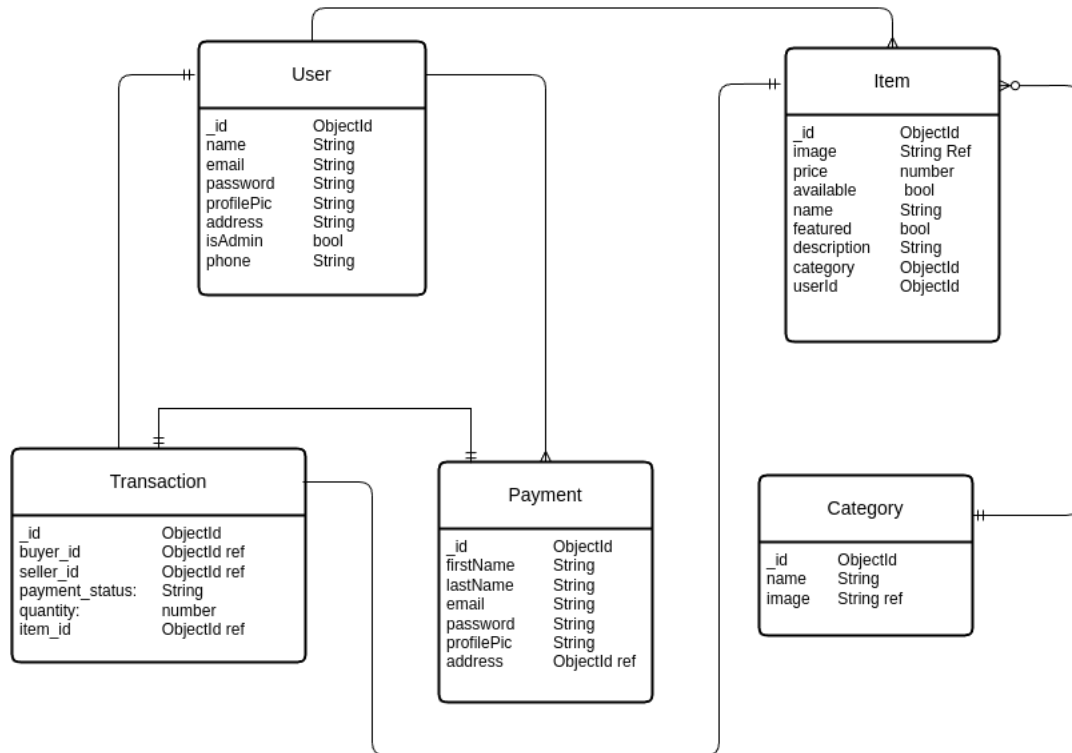 User
_id ObjectId
name String
email String
password String
profilePic String
address String
isAdmin bool
phone String
Item
_id ObjectId
image String Ref
price number
available bool
name String
featured bool
description String
category ObjectId
userId ObjectId
Transaction
_id ObjectId
buyer_id ObjectId ref
seller_id ObjectId ref
payment_status: String
quantity: number
item_id ObjectId ref
Payment
_id ObjectId
firstName String
lastName String
email String
password String
profilePic String
address ObjectId ref
Category
_id ObjectId
name String
image String ref